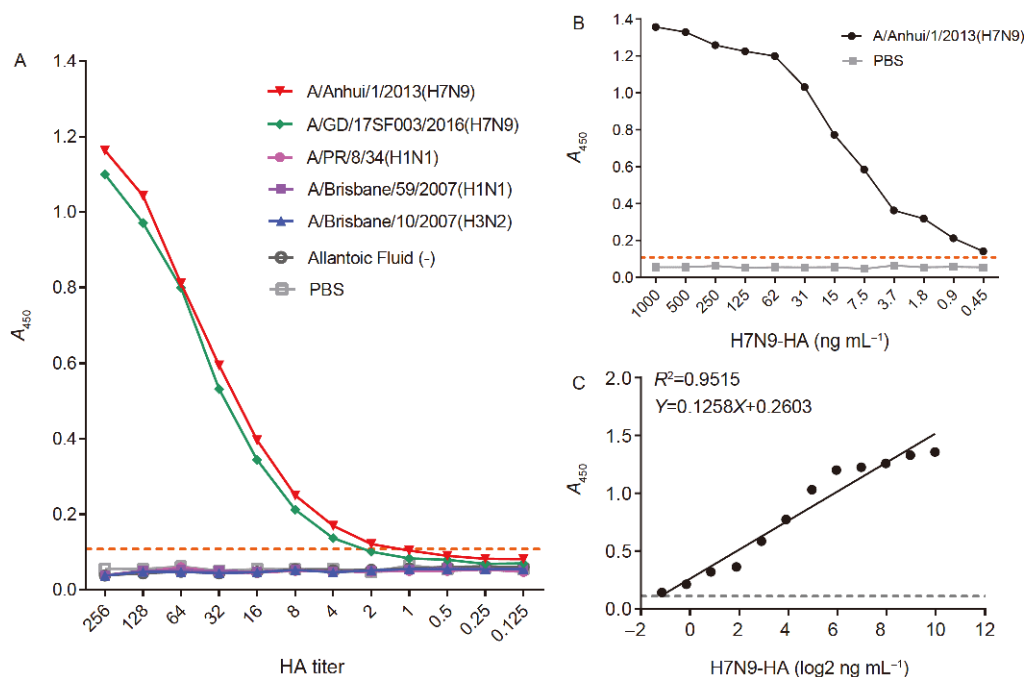 A
1.4
1.2
1.0
0.8
0.6
0.4
0.2
0.0
A450
A/Anhui/1/2013(H7N9)
A/GD/17SF003/2016(H7N9)
A/PR/8/34(H1N1)
A/Brisbane/59/2007(H1N1)
A/Brisbane/10/2007(H3N2)
Allantoic Fluid (-)
PBS
256 128 64 32 16 8 4 2 1 0.5 0.25 0.125
HA titer
B
1.4
1.2
1.0
0.8
0.6
0.4
0.2
0.0
A450
A/Anhui/1/2013(H7N9)
PBS
1000 500 250 125 62 31 15 7.5 3.7 1.8 0.9 0.45
H7N9-HA (ng mL⁻¹)
C
2.0
1.5
1.0
0.5
0.0
A450
R²=0.9515
Y=0.1258X+0.2603
−2 0 2 4 6 8 10 12
H7N9-HA (log2 ng mL⁻¹)